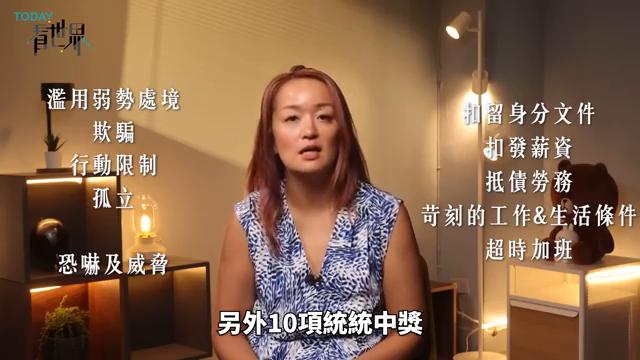 TODAY
看世界
濫用弱勢處境
欺騙
行動限制
孤立
恐嚇及威脅
扣留身分文件
扣發薪資
抵債勞務
苛刻的工作&生活條件
超時加班
另外10項統統中獎